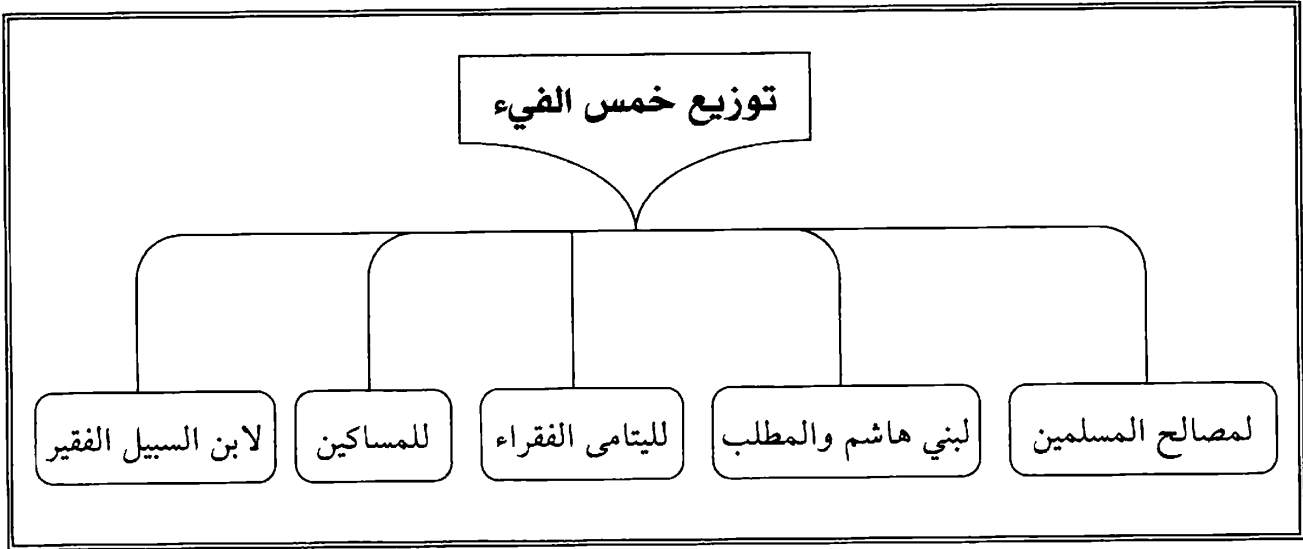 توزيع خمس الفيء
لمصالح المسلمين
لبني هاشم والمطلب
لليتامى الفقراء
للمساكين
لابن السبيل الفقير